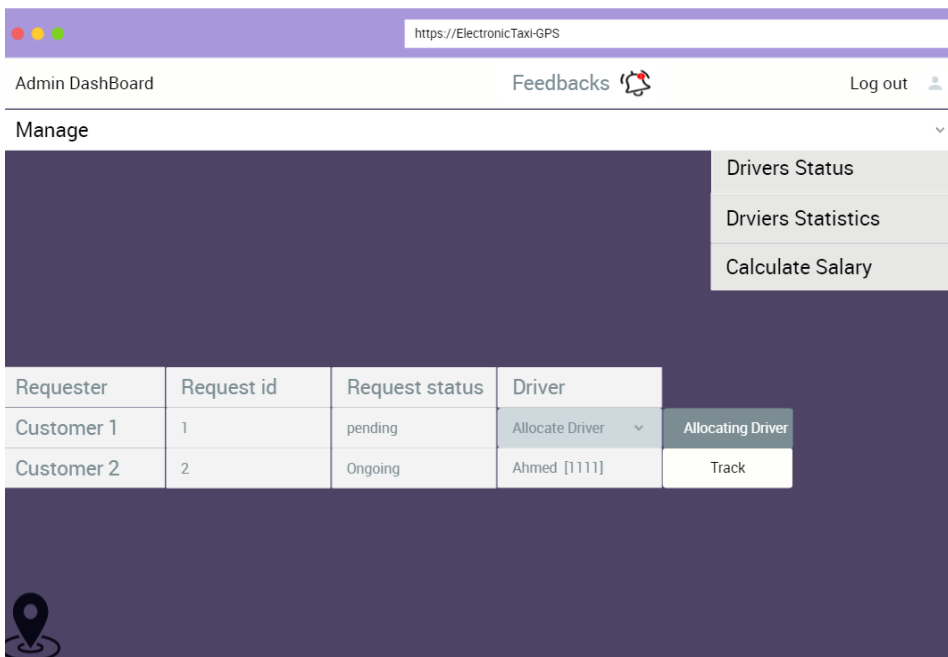 https://ElectronicTaxi-GPS
Admin DashBoard Feedbacks Log out
Manage
Drivers Status
Drviers Statistics
Calculate Salary
Requester Request id Request status Driver
Customer 1 1 pending Allocate Driver Allocating Driver
Customer 2 2 Ongoing Ahmed [1111] Track